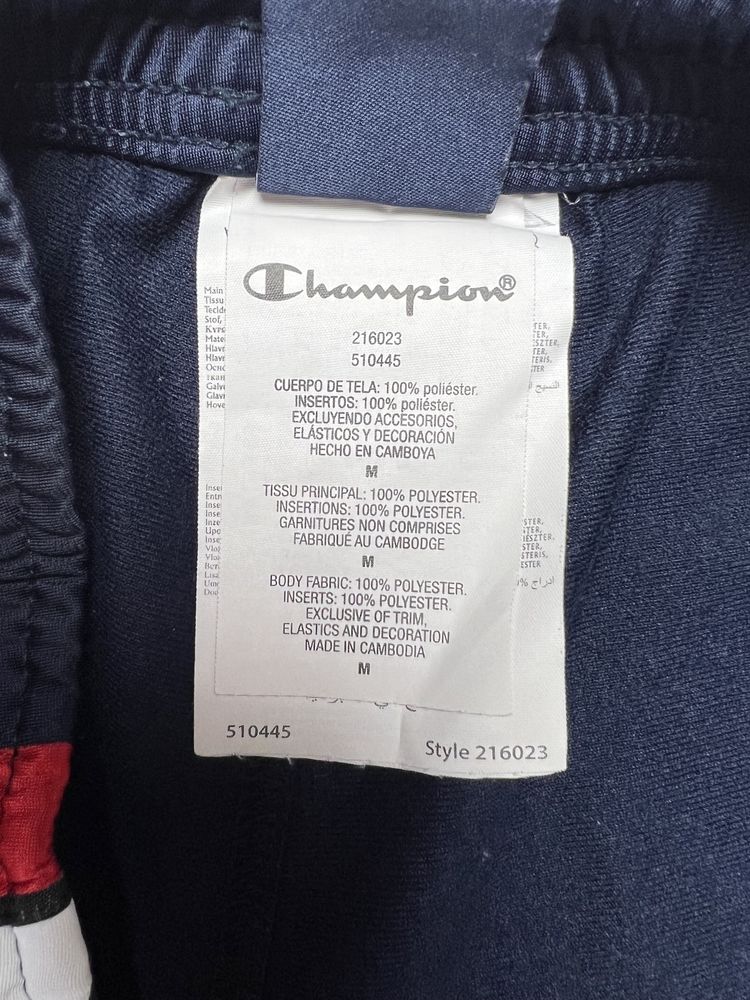 Champion®
216023
510445
CUERPO DE TELA: 100% poliéster.
INSERTOS: 100% poliéster.
EXCLUYENDO ACCESORIOS,
ELÁSTICOS Y DECORACIÓN
HECHO EN CAMBOYA
M
TISSU PRINCIPAL: 100% POLYESTER.
INSERTIONS: 100% POLYESTER.
GARNITURES NON COMPRISES
FABRIQUÉ AU CAMBODGE
M
BODY FABRIC: 100% POLYESTER.
INSERTS: 100% POLYESTER.
EXCLUSIVE OF TRIM,
ELASTICS AND DECORATION
MADE IN CAMBODIA
M
510445
Style 216023
Main